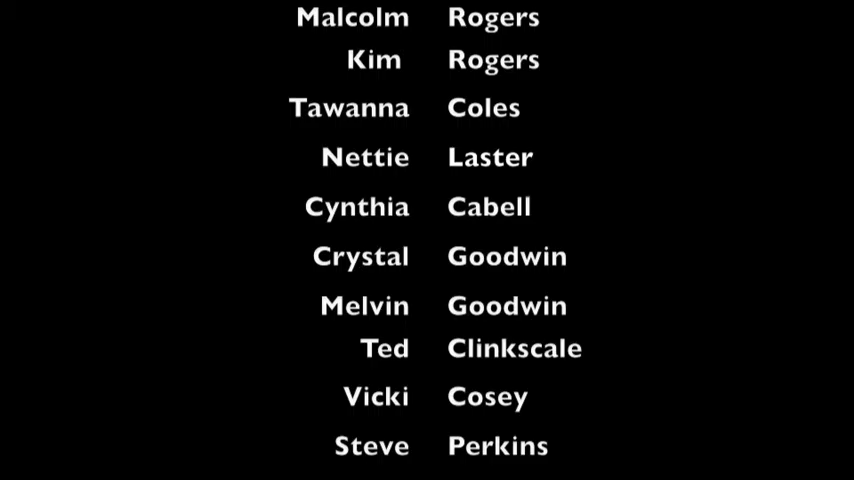 Malcolm Rogers
Kim Rogers
Tawanna Coles
Nettie Laster
Cynthia Cabell
Crystal Goodwin
Melvin Goodwin
Ted Clinkscale
Vicki Cosey
Steve Perkins